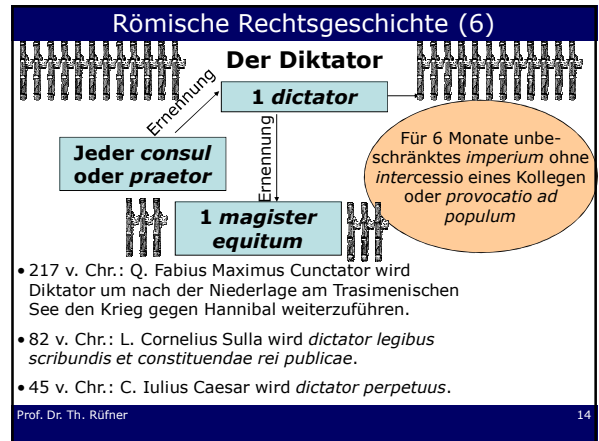 Römische Rechtsgeschichte (6)
Der Diktator
Ernennung
1 dictator
Jeder consul
oder praetor
Ernennung
1 magister
equitum
Für 6 Monate unbe-
schränktes imperium ohne
intercessio eines Kollegen
oder provocatio ad
populum
• 217 v. Chr.: Q. Fabius Maximus Cunctator wird
Diktator um nach der Niederlage am Trasimenischen
See den Krieg gegen Hannibal weiterzuführen.
• 82 v. Chr.: L. Cornelius Sulla wird dictator legibus
scribundis et constituendae rei publicae.
• 45 v. Chr.: C. Iulius Caesar wird dictator perpetuus.
Prof. Dr. Th. Rüfner 14